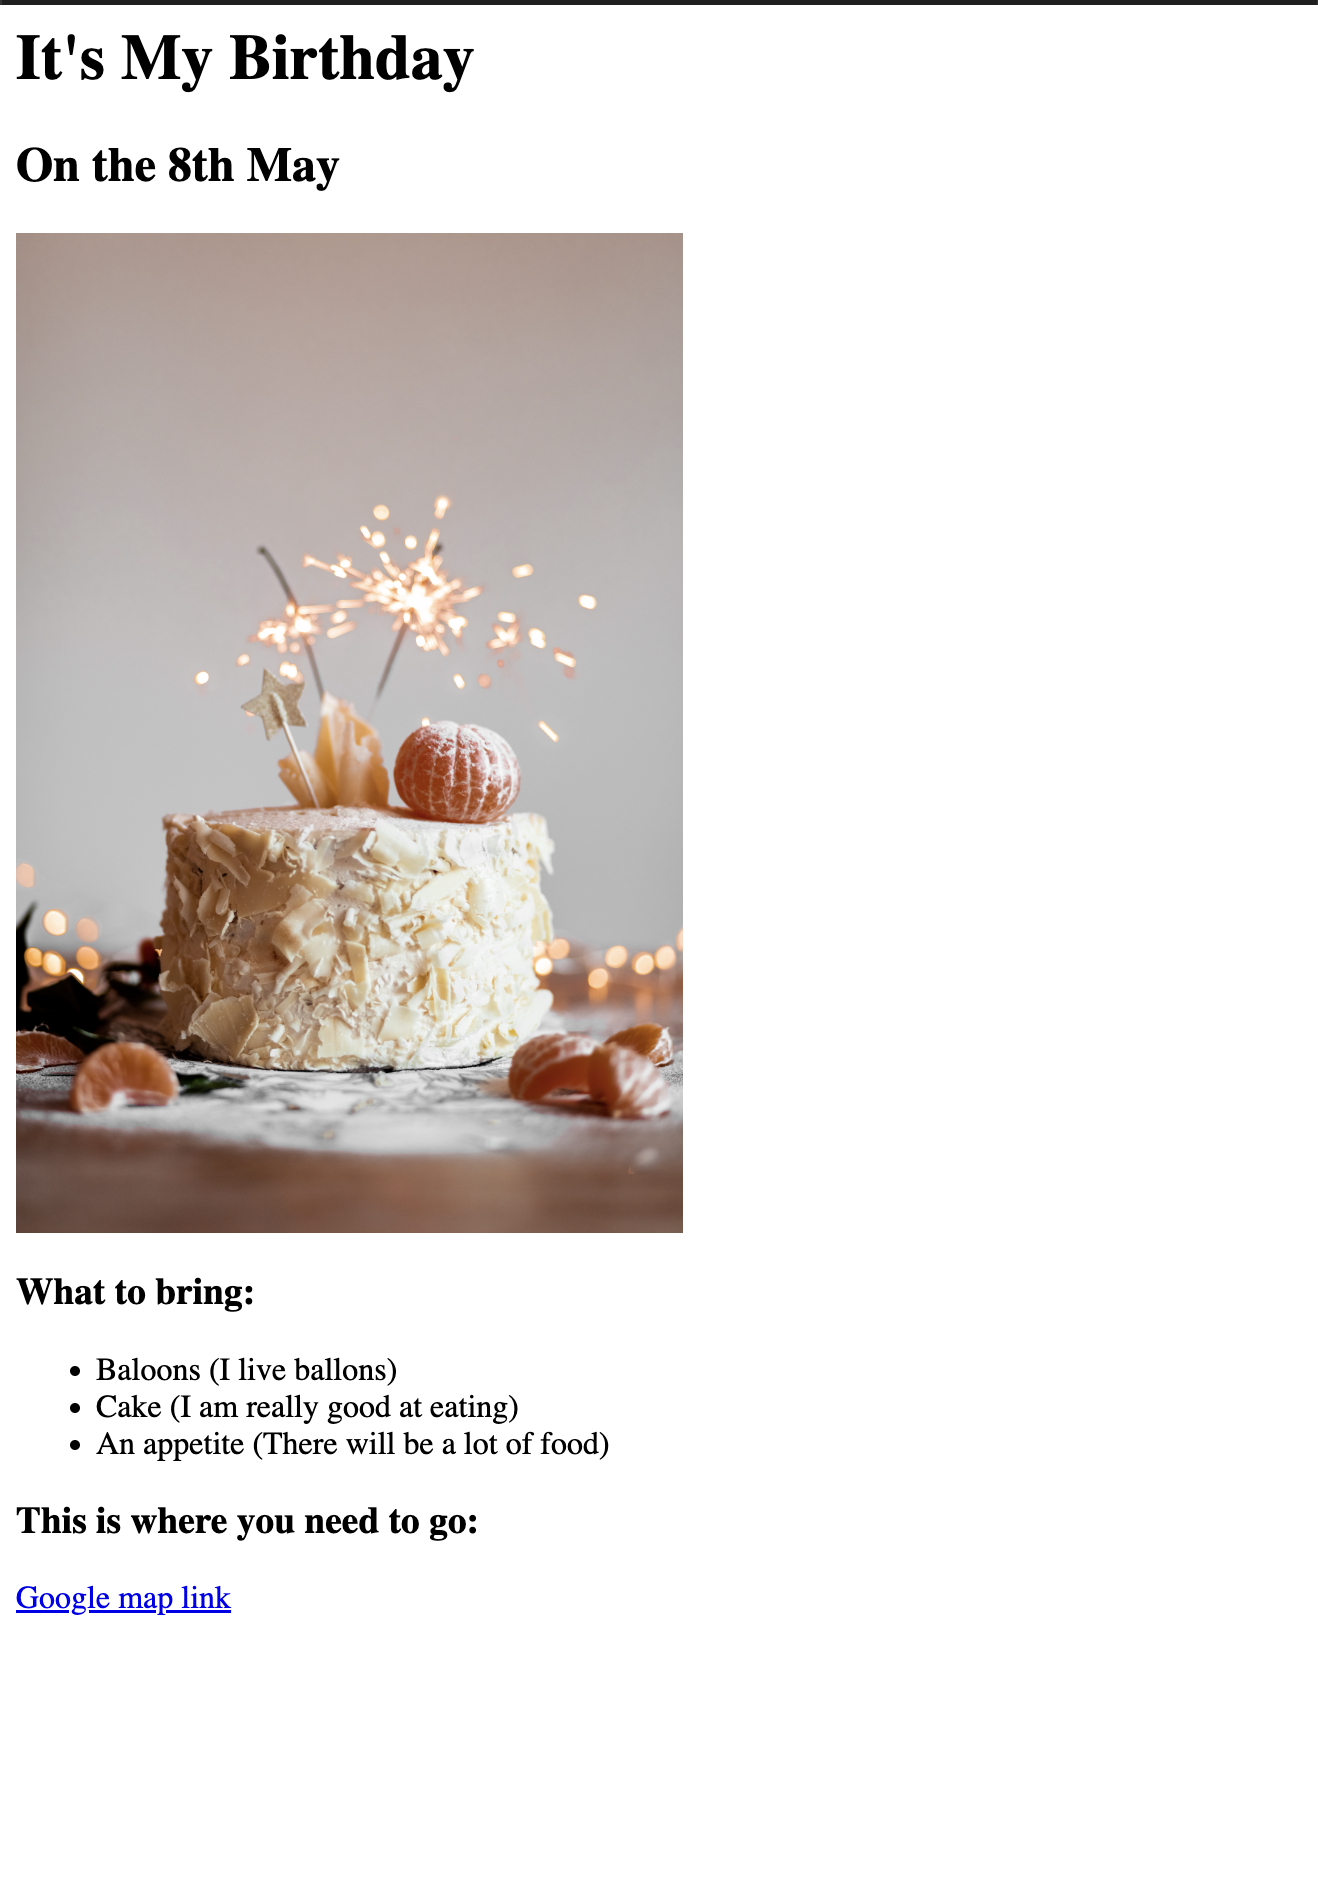 It's My Birthday
On the 8th May
What to bring:
Baloons (I live ballons)
Cake (I am really good at eating)
An appetite (There will be a lot of food)
This is where you need to go:
Google map link